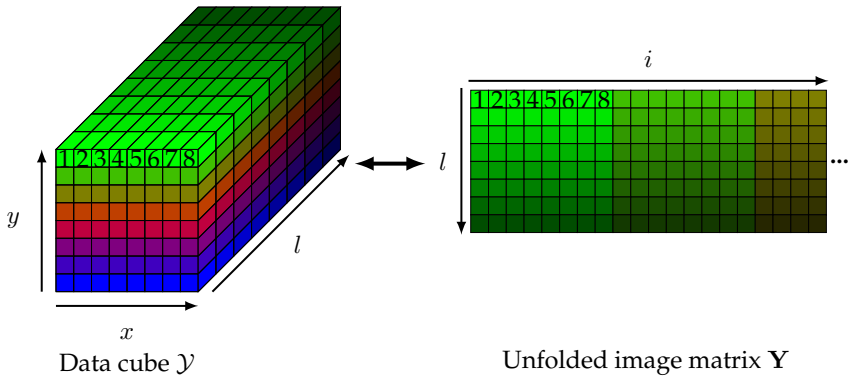 i
1 2 3 4 5 6 7 8
1 2 3 4 5 6 7 8
l
...
y
l
x
Data cube 𝒴
Unfolded image matrix Y